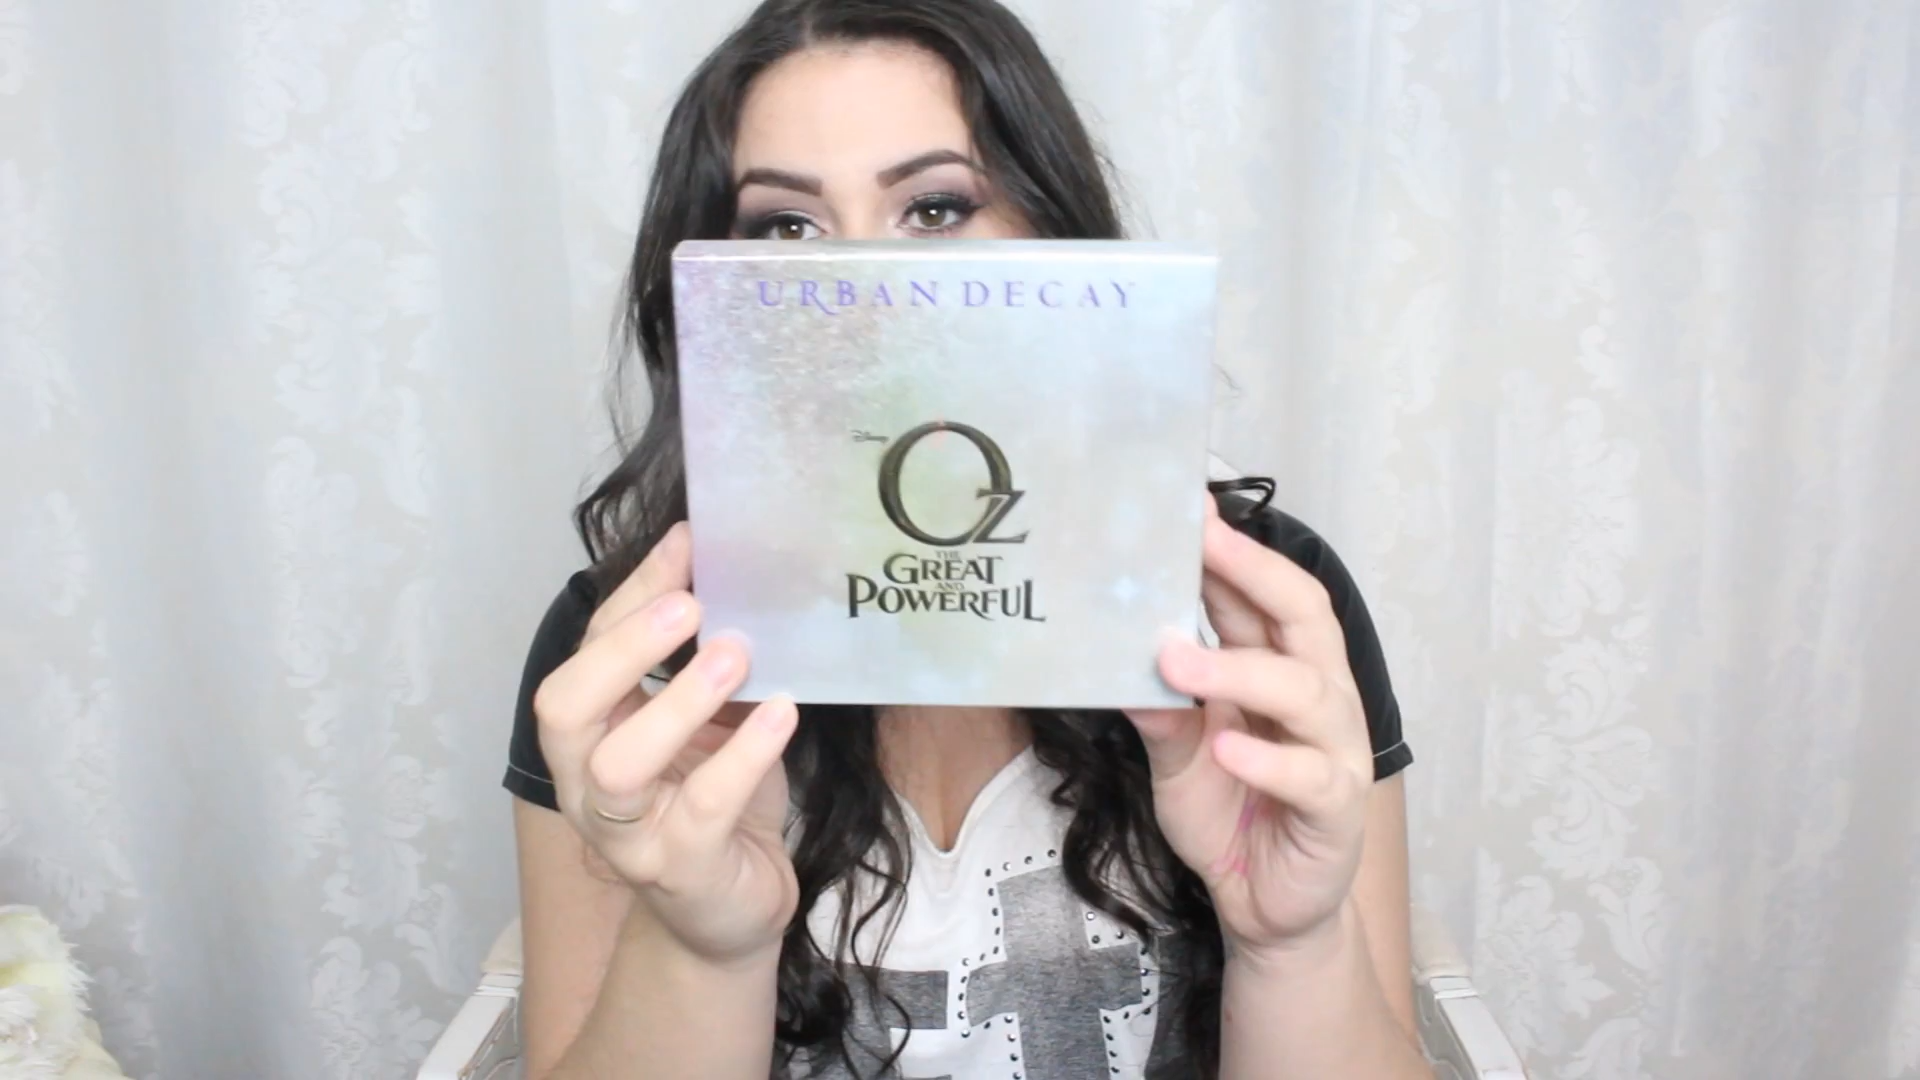 URBAN DECAY
Disney
Oz
THE
GREAT
AND
POWERFUL